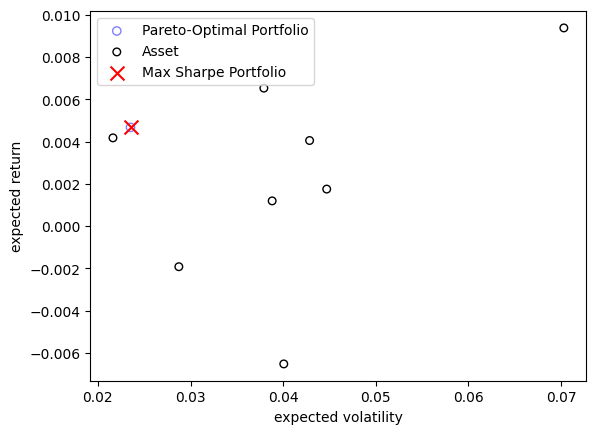 Pareto-Optimal Portfolio
Asset
Max Sharpe Portfolio
0.010
0.008
0.006
0.004
0.002
0.000
−0.002
−0.004
−0.006
expected return
0.02 0.03 0.04 0.05 0.06 0.07
expected volatility